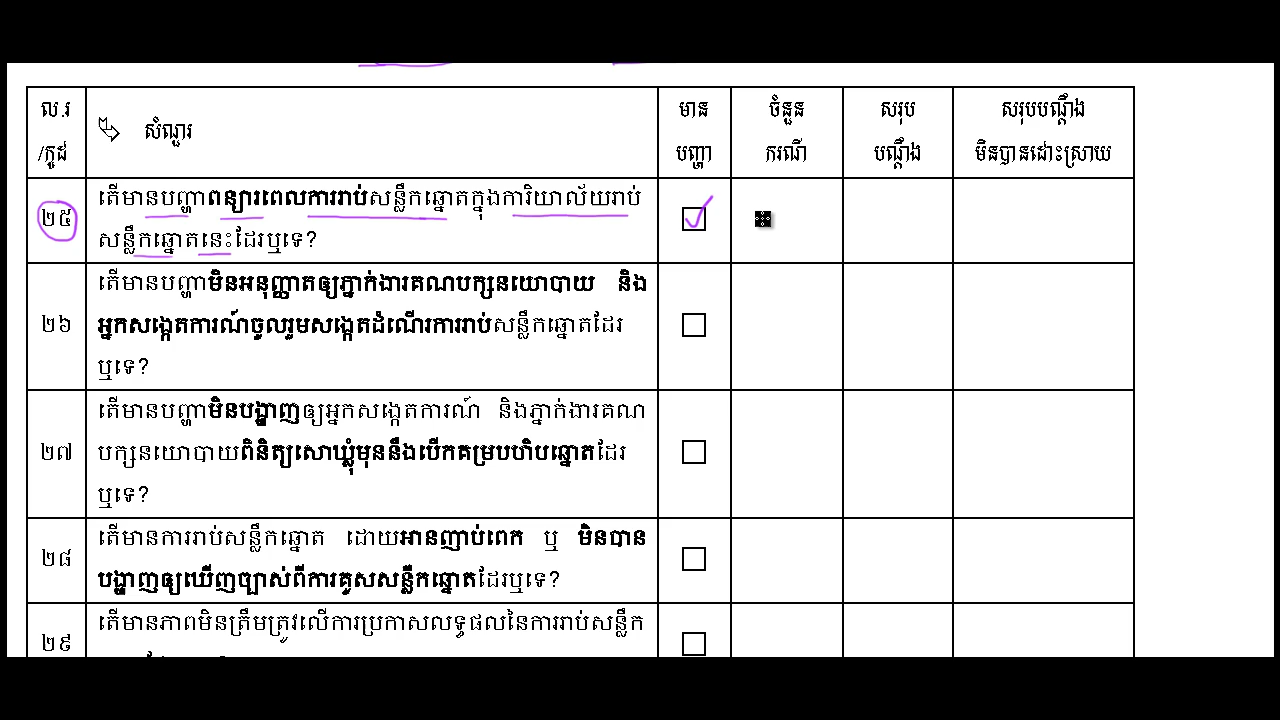 ល.រ
/កូដ
សំណួរ
មាន
បញ្ហា
ចំនួន
ករណី
សរុប
បណ្ដឹង
សរុបបណ្ដឹង
មិនបានដោះស្រាយ
២៥
តើមានបញ្ហាពន្យារពេលការរាប់សន្លឹកឆ្នោតក្នុងការិយាល័យរាប់
សន្លឹកឆ្នោតនេះដែរឬទេ?
២៦
តើមានបញ្ហាមិនអនុញ្ញាតឲ្យភ្នាក់ងារគណបក្សនយោបាយ និង
អ្នកសង្កេតការណ៍ចូលរួមសង្កេតដំណើរការរាប់សន្លឹកឆ្នោតដែរ
ឬទេ?
២៧
តើមានបញ្ហាមិនបង្ហាញឲ្យអ្នកសង្កេតការណ៍ និងភ្នាក់ងារគណ
បក្សនយោបាយពិនិត្យសោឃ្លុំមុននឹងបើកគម្របហិបឆ្នោតដែរ
ឬទេ?
២៨
តើមានការរាប់សន្លឹកឆ្នោត ដោយអានញាប់ពេក ឬ មិនបាន
បង្ហាញឲ្យឃើញច្បាស់ពីការគូសសន្លឹកឆ្នោតដែរឬទេ?
២៩
តើមានភាពមិនត្រឹមត្រូវលើការប្រកាសលទ្ធផលនៃការរាប់សន្លឹក